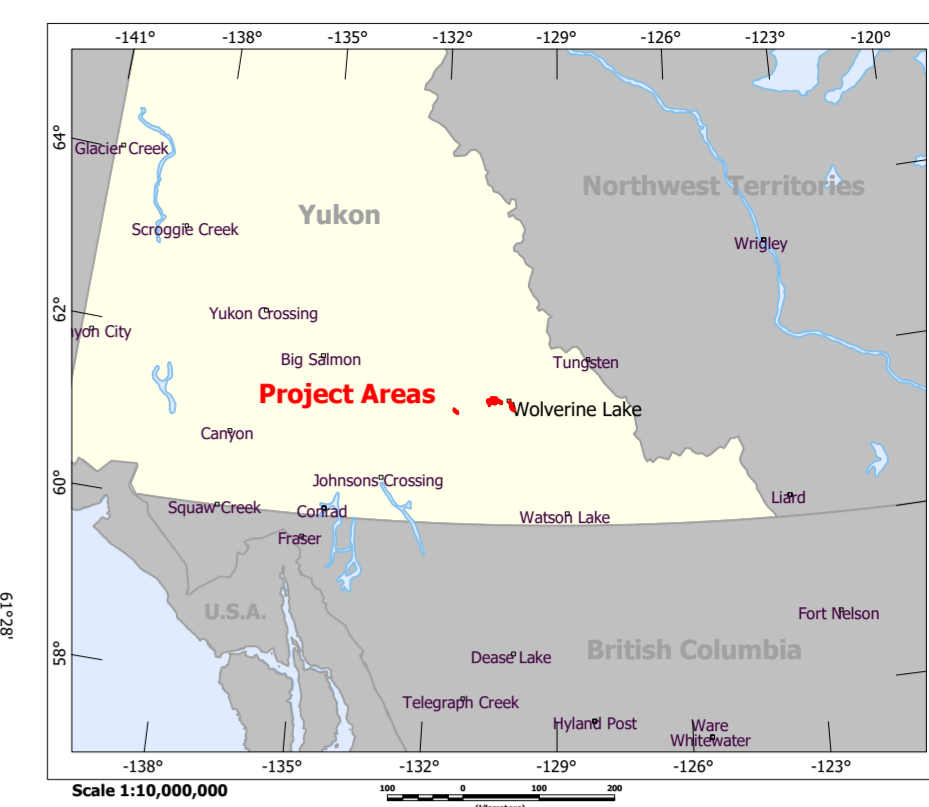 -141° -138° -135° -132° -129° -126° -123° -120°
64°
Glacier Creek
Northwest Territories
Yukon
Scroggie Creek
Wrigley
62°
Yukon Crossing
nyon City
Big Salmon
Tungsten
Project Areas
Wolverine Lake
Canyon
60°
Johnsons Crossing
Liard
Squaw Creek
Conrad
Watson Lake
Fraser
61°28'
U.S.A.
Fort Nelson
58°
Dease Lake
British Columbia
Telegraph Creek
Hyland Post
Ware
Whitewater
-138° -135° -132° -129° -126° -123°
Scale 1:10,000,000
100 0 100 200